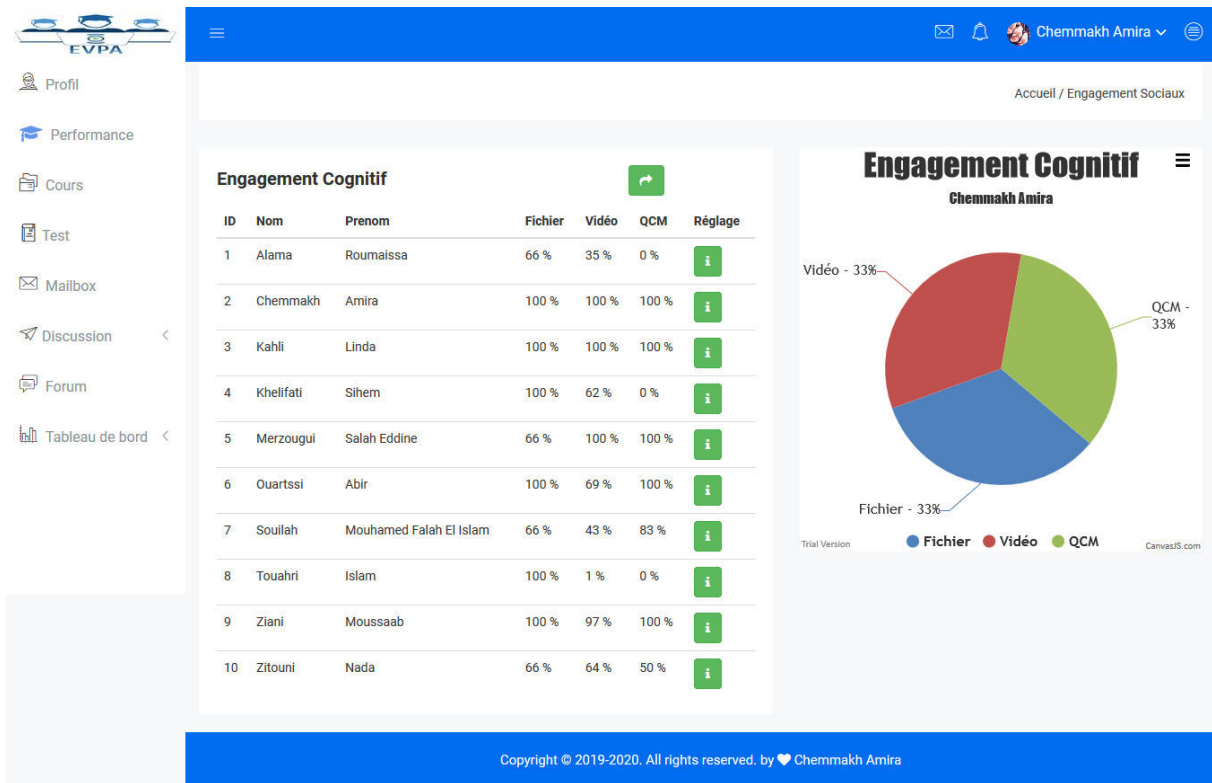 EVPA
Chemmakh Amira
Profil
Performance
Cours
Test
Mailbox
Discussion
Forum
Tableau de bord
Accueil / Engagement Sociaux
Engagement Cognitif
ID Nom Prenom Fichier Vidéo QCM Réglage
1 Alama Roumaissa 66 % 35 % 0 % i
2 Chemmakh Amira 100 % 100 % 100 % i
3 Kahli Linda 100 % 100 % 100 % i
4 Khelifati Sihem 100 % 62 % 0 % i
5 Merzougui Salah Eddine 66 % 100 % 100 % i
6 Ouartssi Abir 100 % 69 % 100 % i
7 Souilah Mouhamed Falah El Islam 66 % 43 % 83 % i
8 Touahri Islam 100 % 1 % 0 % i
9 Ziani Moussaab 100 % 97 % 100 % i
10 Zitouni Nada 66 % 64 % 50 % i
Engagement Cognitif
Chemmakh Amira
Vidéo - 33%
QCM -
33%
Fichier - 33%
Trial Version
Fichier Vidéo QCM
CanvasJS.com
Copyright © 2019-2020. All rights reserved. by ❤ Chemmakh Amira